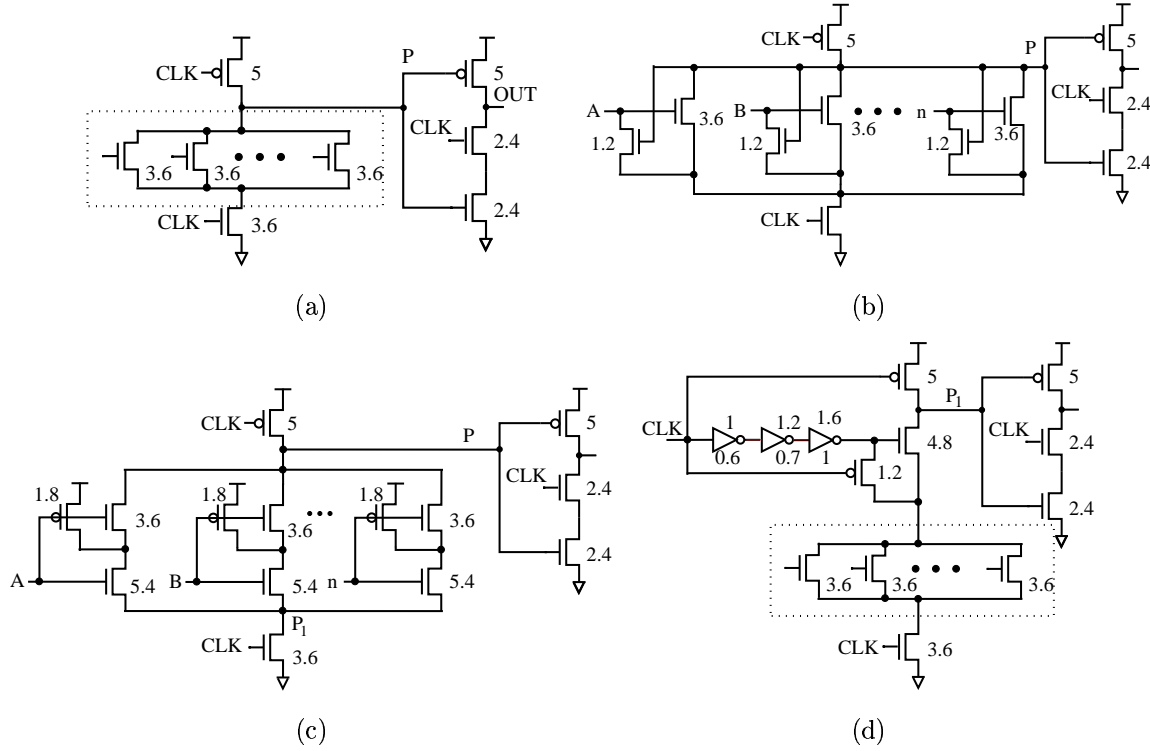 CLK 5 P 5 OUT
CLK 2.4
3.6 3.6 3.6
CLK 3.6 2.4
(a)
CLK 5 P 5
A 3.6 B 3.6 n 3.6 CLK 2.4
1.2 1.2 1.2
2.4
CLK
(b)
CLK 5 P 5
CLK 2.4
1.8 3.6 1.8 3.6 1.8 3.6
2.4
A 5.4 B 5.4 n 5.4
P1
CLK 3.6
(c)
5 P1 5
CLK 1 1.2 1.6 4.8 CLK 2.4
0.6 0.7 1 1.2
2.4
3.6 3.6 3.6
CLK 3.6
(d)